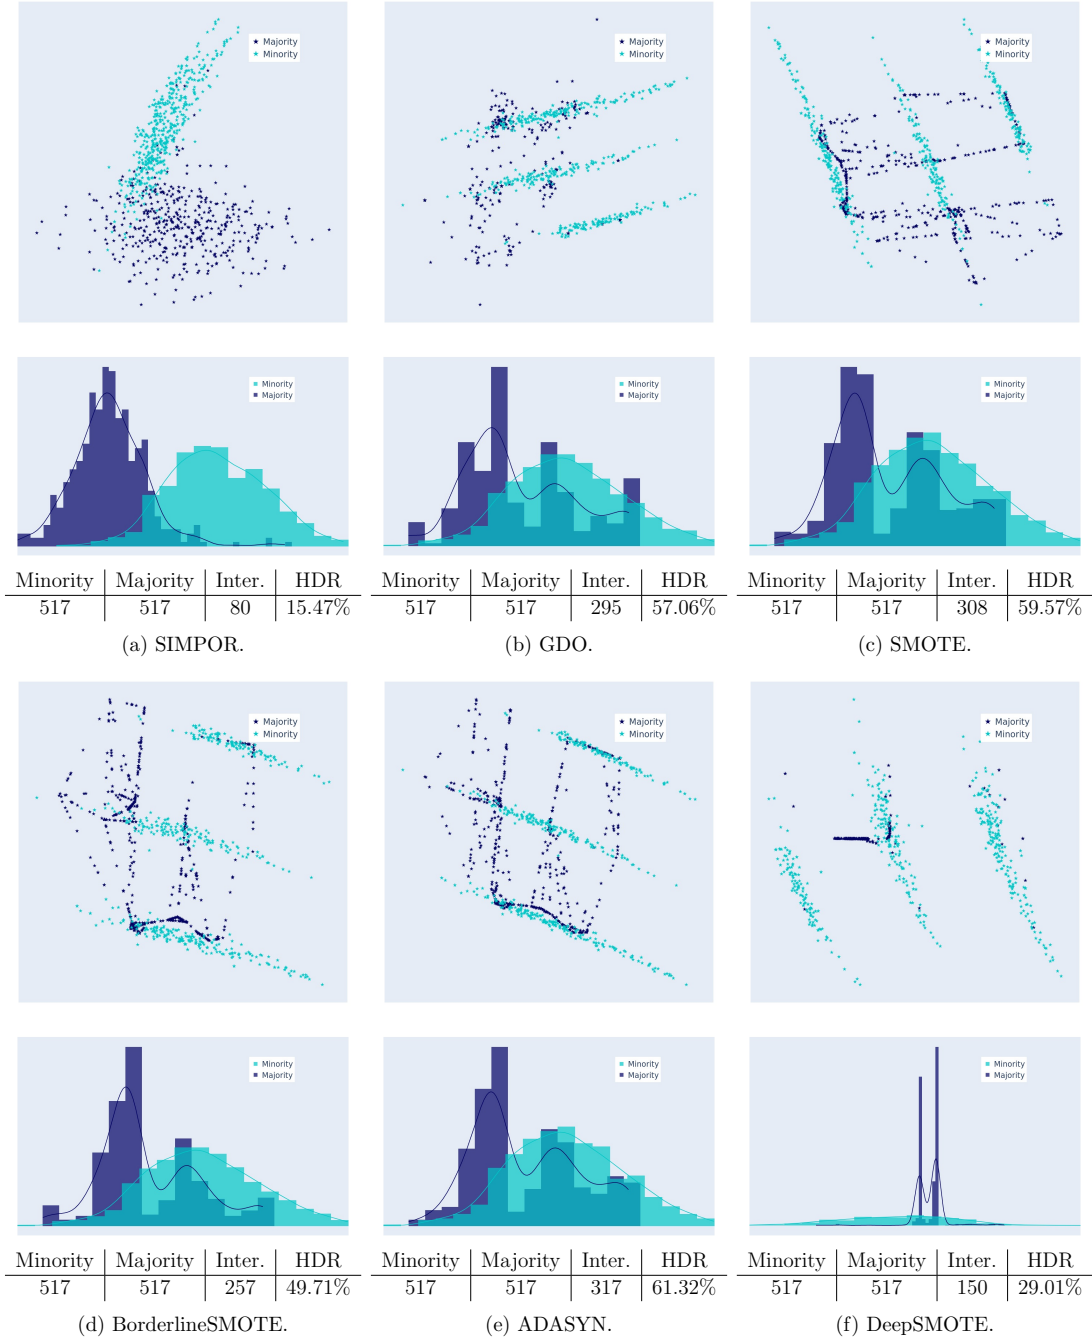 Majority
Minority
Majority
Minority
Majority
Minority
Minority
Majority
Minority
Majority
Minority
Majority
Minority Majority Inter. HDR
517 517 80 15.47%
(a) SIMPOR.
Minority Majority Inter. HDR
517 517 295 57.06%
(b) GDO.
Minority Majority Inter. HDR
517 517 308 59.57%
(c) SMOTE.
Majority
Minority
Majority
Minority
Majority
Minority
Minority
Majority
Minority
Majority
Minority
Majority
Minority Majority Inter. HDR
517 517 257 49.71%
(d) BorderlineSMOTE.
Minority Majority Inter. HDR
517 517 317 61.32%
(e) ADASYN.
Minority Majority Inter. HDR
517 517 150 29.01%
(f) DeepSMOTE.